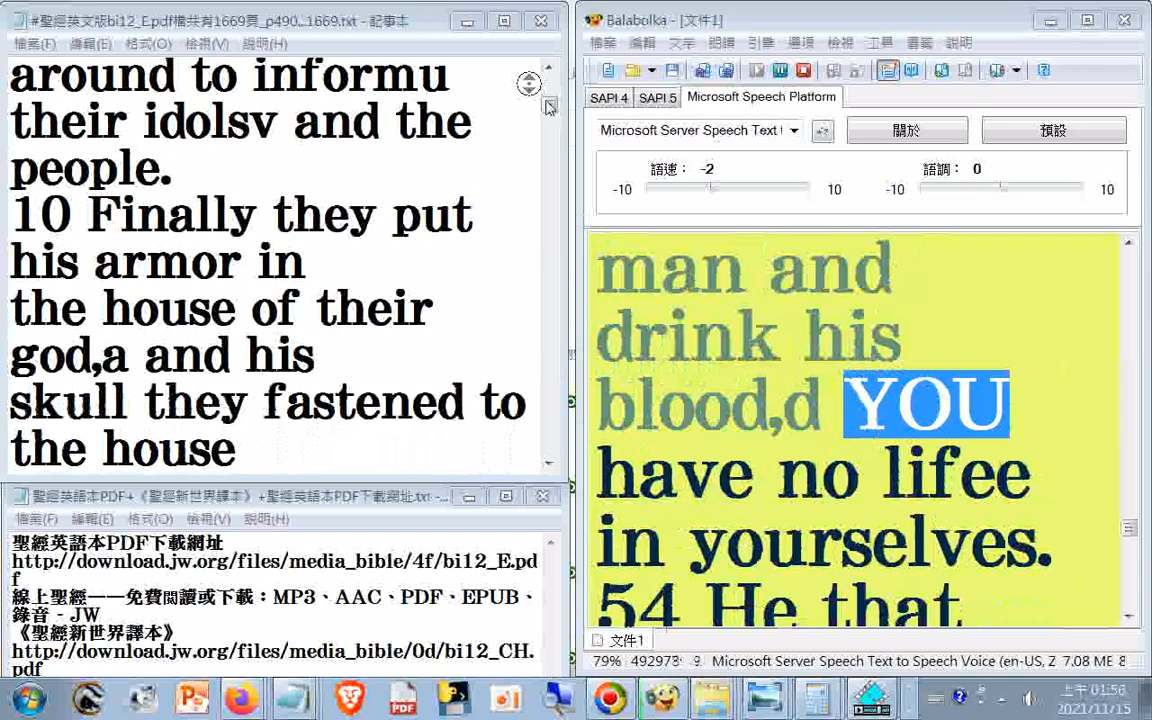 #聖經英文版bi12_E.pdf檔共有1669頁_p490...1669.txt - 記事本
檔案(F) 編輯(E) 格式(O) 檢視(V) 說明(H)
around to informu
their idolsv and the
people.
10 Finally they put
his armor in
the house of their
god,a and his
skull they fastened to
the house
聖經英語本PDF+《聖經新世界譯本》+聖經英語本PDF下載網址.txt -...
檔案(F) 編輯(E) 格式(O) 檢視(V) 說明(H)
聖經英語本PDF下載網址
http://download.jw.org/files/media_bible/4f/bi12_E.pd
f
線上聖經——免費閱讀或下載：MP3、AAC、PDF、EPUB、
錄音 - JW
《聖經新世界譯本》
http://download.jw.org/files/media_bible/0d/bi12_CH.
pdf
Balabolka - [文件1]
檔案 編輯 文字 朗讀 引擎 選項 檢視 工具 書籤 說明
SAPI 4 SAPI 5 Microsoft Speech Platform
Microsoft Server Speech Text 關於 預設
語速： -2 語調： 0
-10 10 -10 10
man and
drink his
blood,d YOU
have no lifee
in yourselves.
54 He that
文件1
79% 492973 Microsoft Server Speech Text to Speech Voice (en-US, Z 7.08 ME 8
PDF
上午 01:56
2021/11/15